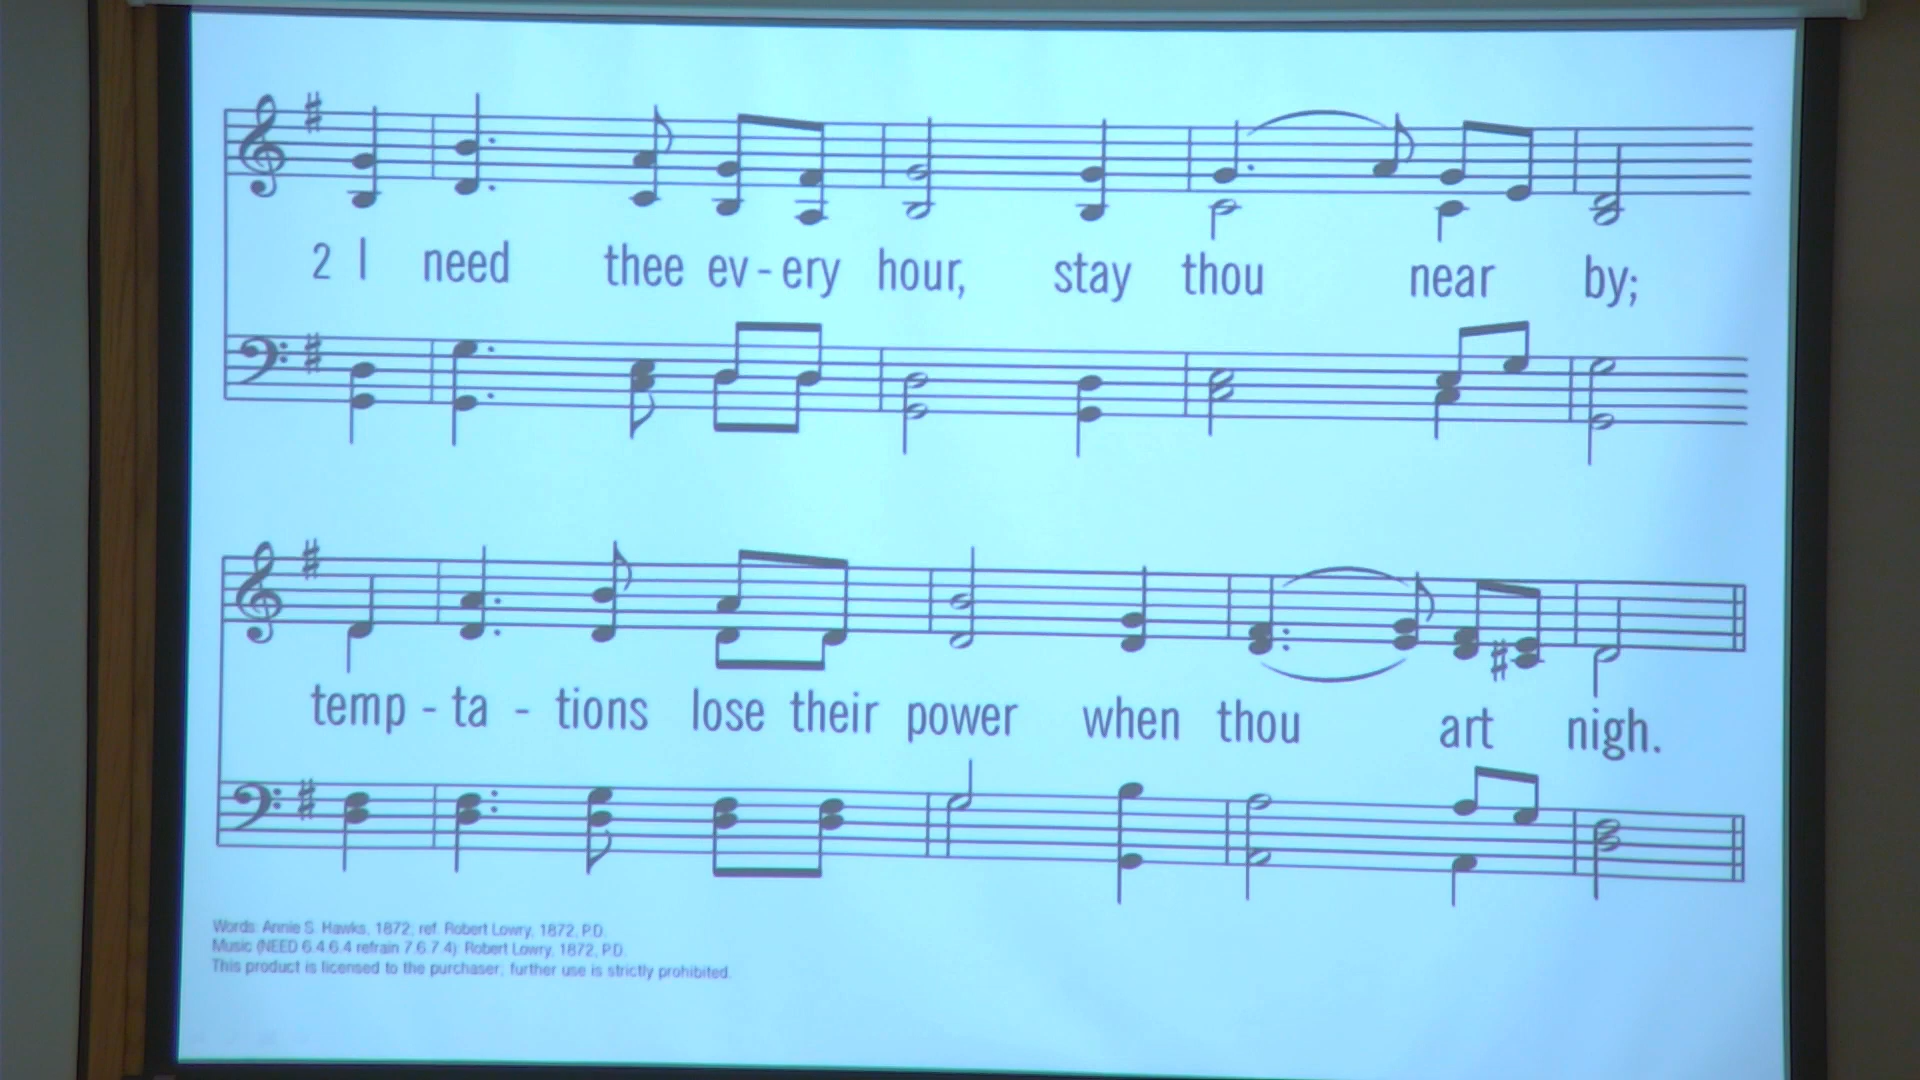 2 I need thee ev - ery hour, stay thou near by;
temp - ta - tions lose their power when thou art nigh.
Words: Annie S. Hawks, 1872; ref. Robert Lowry, 1872, P.D.
Music (NEED 6.4.6.4 refrain 7.6.7.4): Robert Lowry, 1872, P.D.
This product is licensed to the purchaser; further use is strictly prohibited.